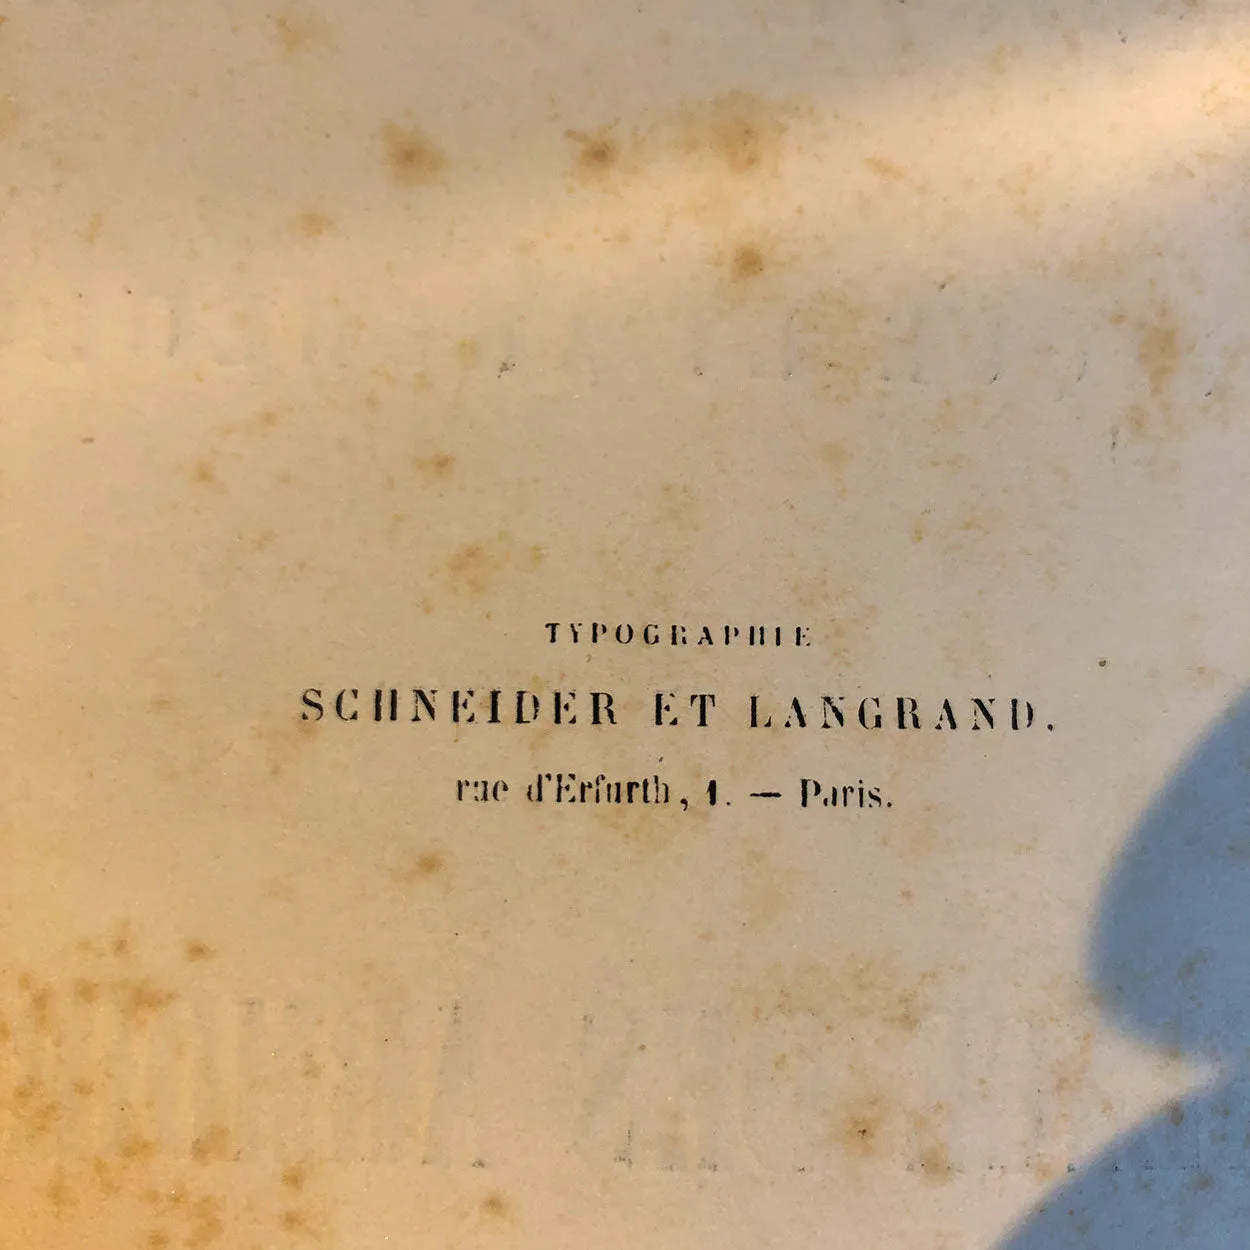 TYPOGRAPHIE
SCHNEIDER ET LANGRAND.
rue d'Erfurth, 1. — Paris.